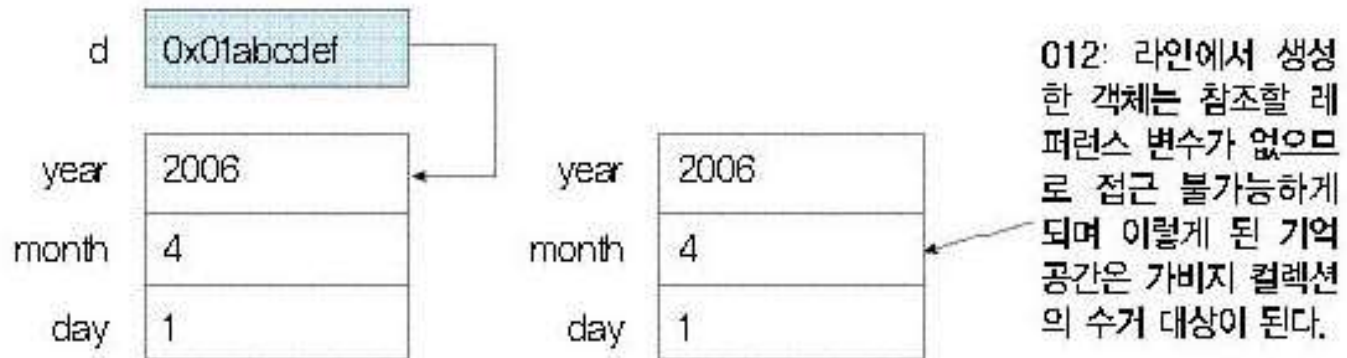 d 0x01abcdef
year 2006
month 4
day 1
year 2006
month 4
day 1
012: 라인에서 생성
한 객체는 참조할 레
퍼런스 변수가 없으므
로 접근 불가능하게
되며 이렇게 된 기억
공간은 가비지 컬렉션
의 수거 대상이 된다.